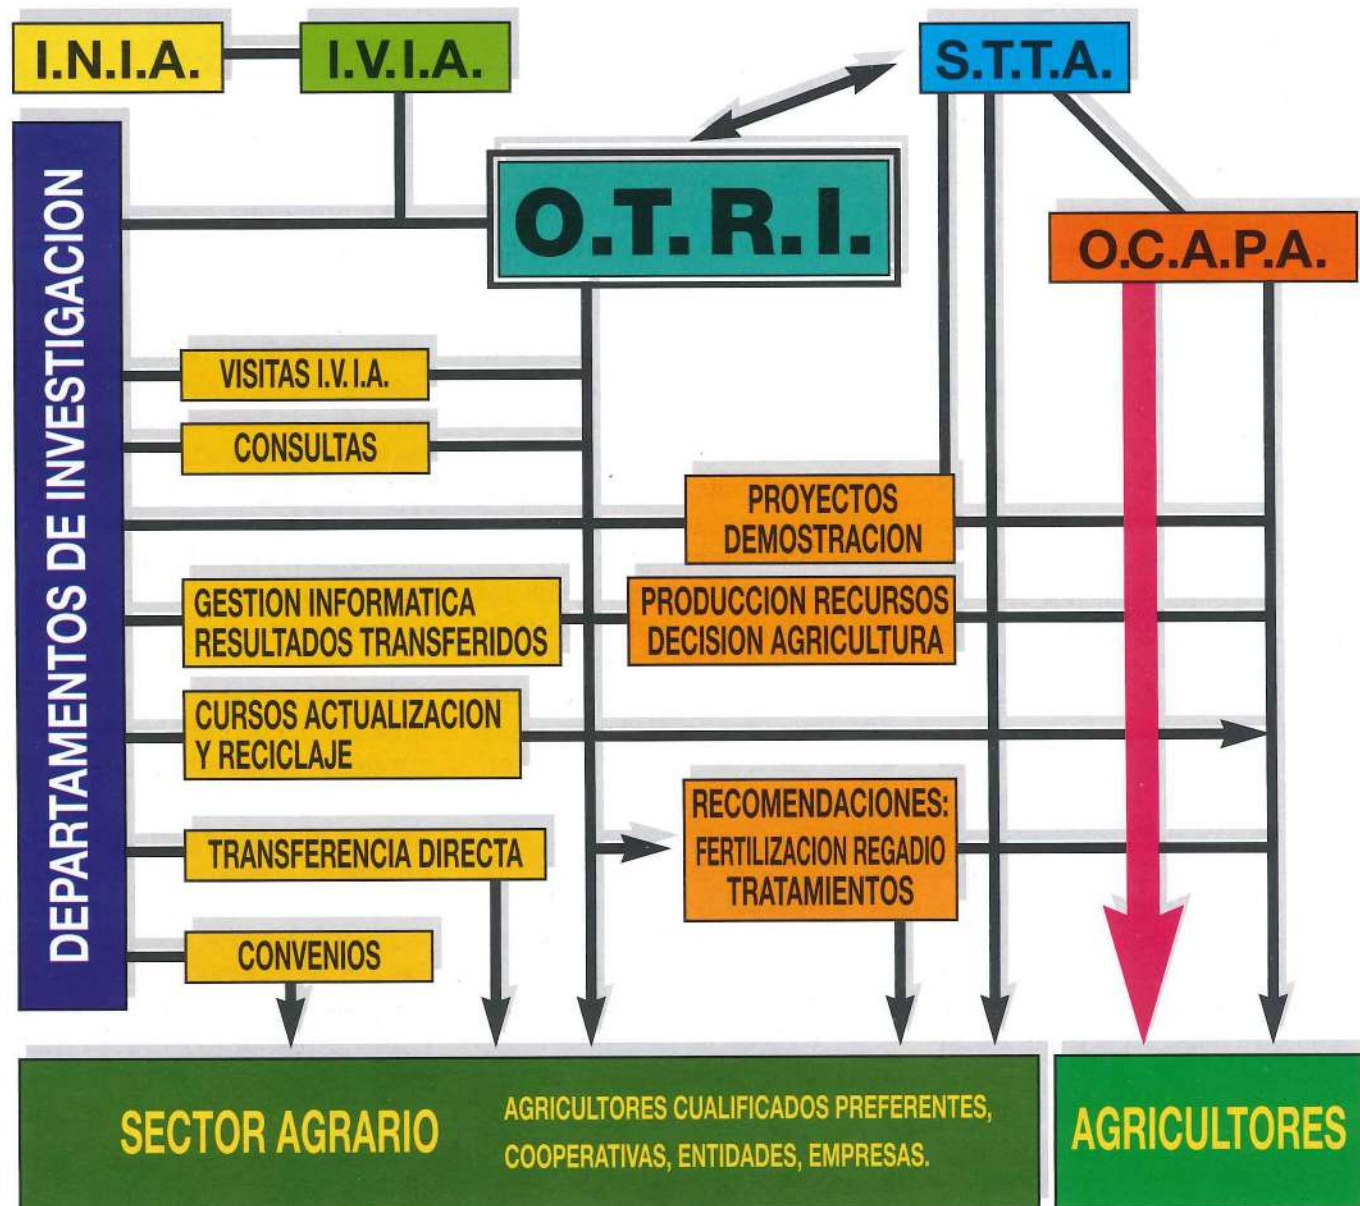 I.N.I.A.
I.V.I.A.
S.T.T.A.
O.T.R.I.
O.C.A.P.A.
DEPARTAMENTOS DE INVESTIGACION
VISITAS I.V.I.A.
CONSULTAS
PROYECTOS
DEMOSTRACION
GESTION INFORMATICA
RESULTADOS TRANSFERIDOS
PRODUCCION RECURSOS
DECISION AGRICULTURA
CURSOS ACTUALIZACION
Y RECICLAJE
RECOMENDACIONES:
FERTILIZACION REGADIO
TRATAMIENTOS
TRANSFERENCIA DIRECTA
CONVENIOS
SECTOR AGRARIO
AGRICULTORES CUALIFICADOS PREFERENTES,
COOPERATIVAS, ENTIDADES, EMPRESAS.
AGRICULTORES